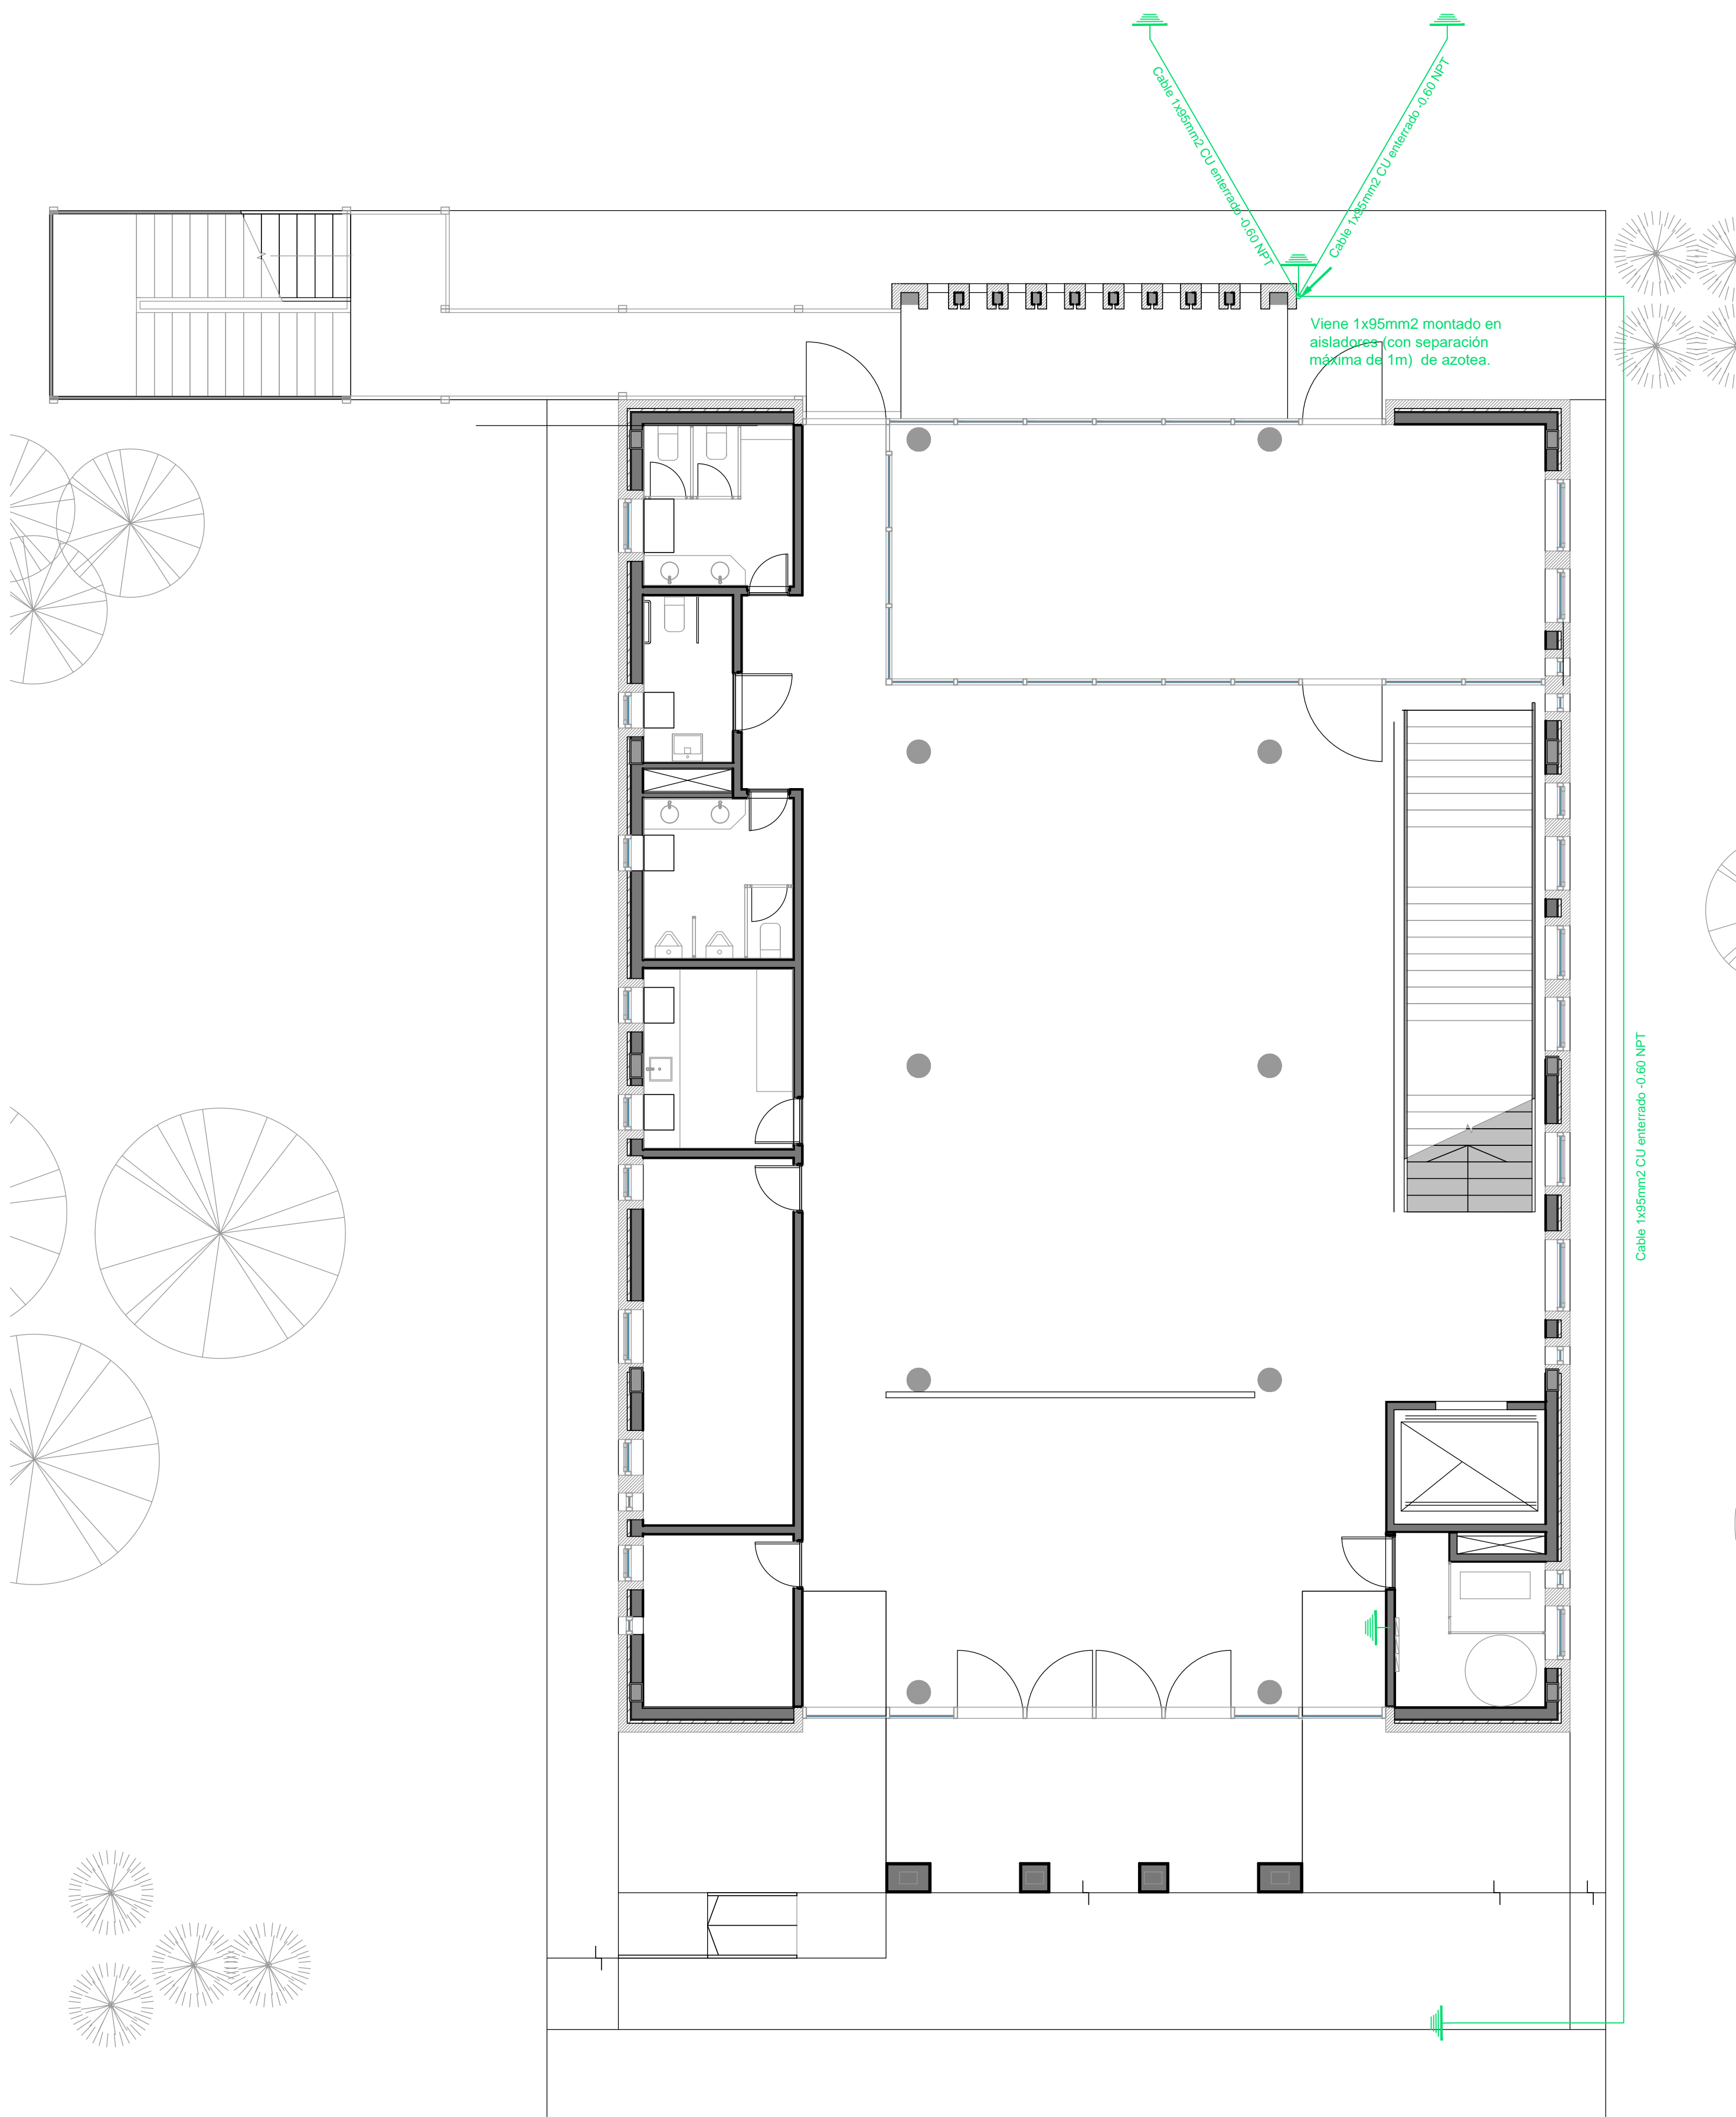 Cable 1x95mm2 CU enterrado -0.60 NPT
Cable 1x95mm2 CU enterrado -0.60 NPT
Viene 1x95mm2 montado en
aisladores (con separación
máxima de 1m) de azotea.
Cable 1x95mm2 CU enterrado -0.60 NPT